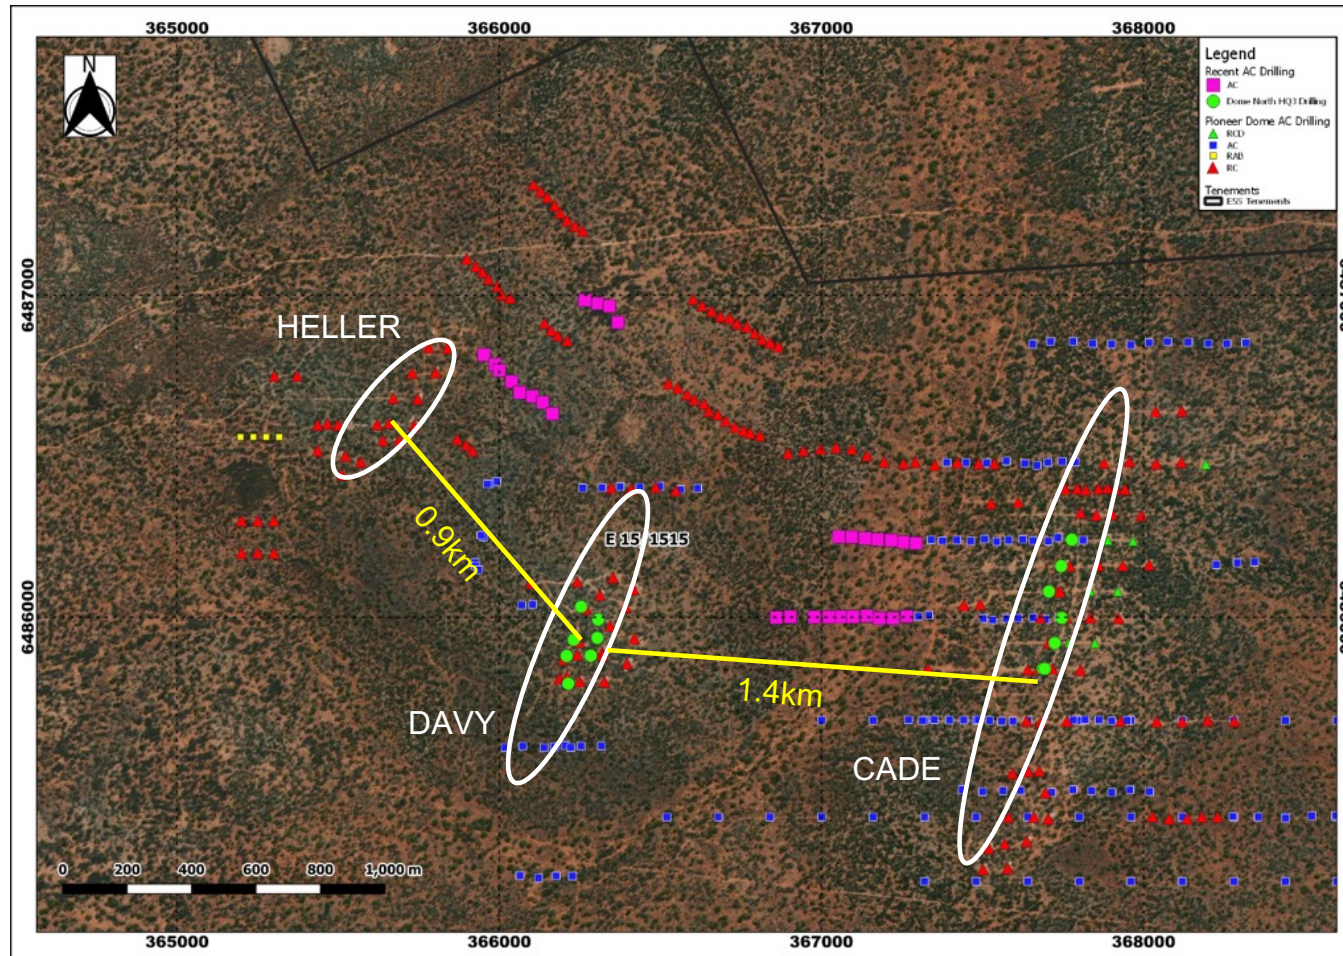 365000 366000 367000 368000
N
Legend
Recent AC Drilling
AC
Dome North HQ3 Drilling
Pioneer Dome AC Drilling
RCD
AC
RAB
RC
Tenements
ESS Tenements
6487000
HELLER
0.9km
6486000
DAVY
1.4km
CADE
0 200 400 600 800 1,000 m
365000 366000 367000 368000